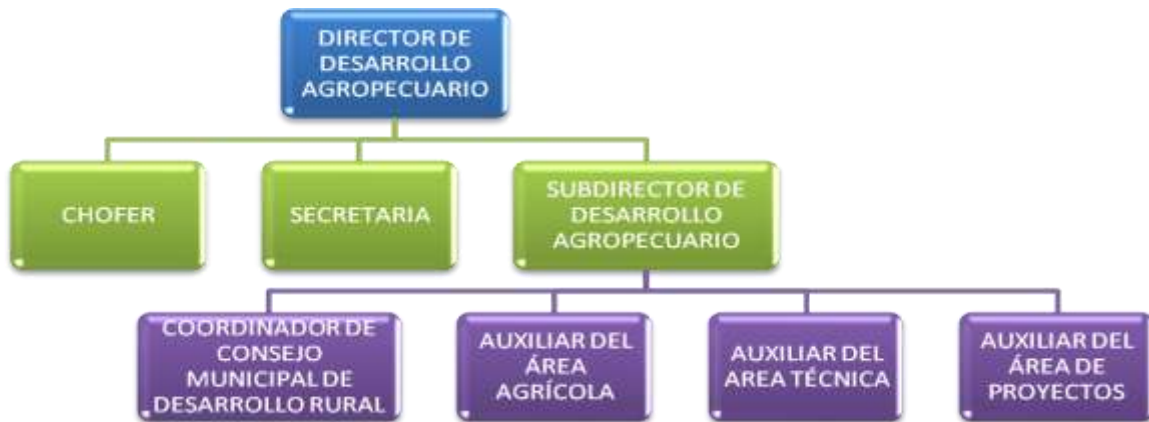 DIRECTOR DE
DESARROLLO
AGROPECUARIO
CHOFER
SECRETARIA
SUBDIRECTOR DE
DESARROLLO
AGROPECUARIO
COORDINADOR DE
CONSEJO
MUNICIPAL DE
DESARROLLO RURAL
AUXILIAR DEL
ÁREA
AGRÍCOLA
AUXILIAR DEL
AREA TÉCNICA
AUXILIAR DEL
ÁREA DE
PROYECTOS